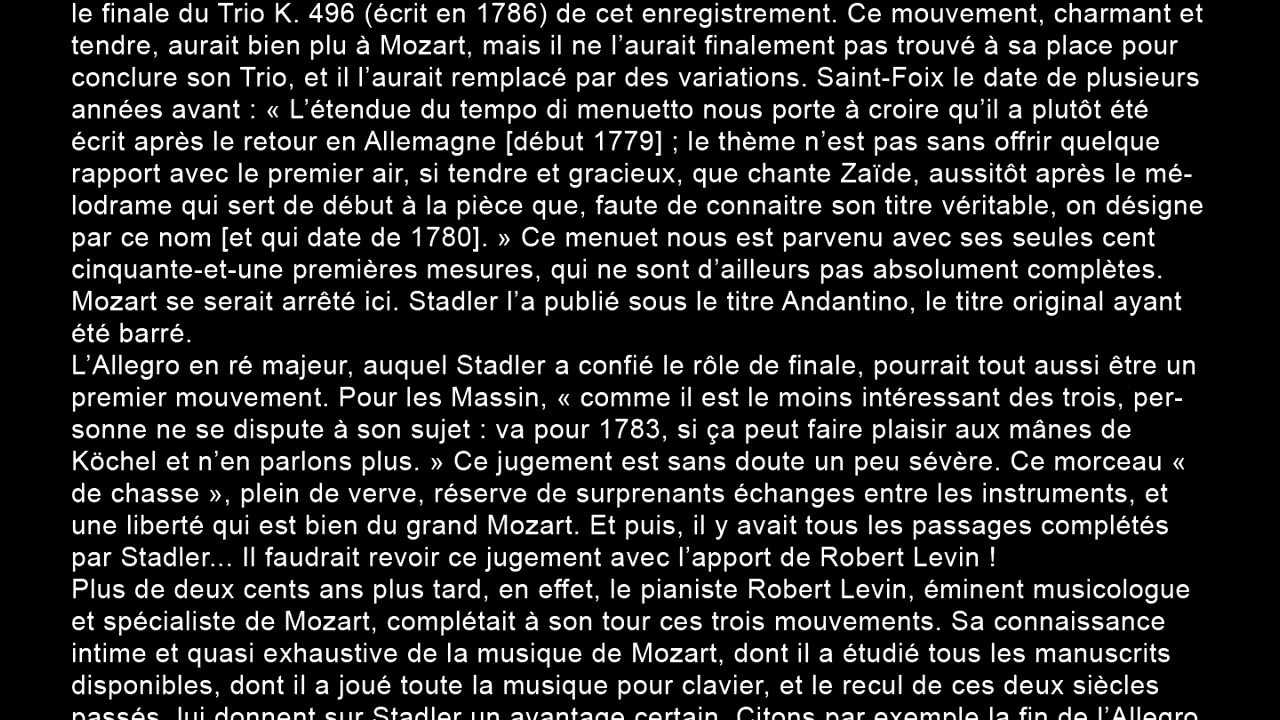 le finale du Trio K. 496 (écrit en 1786) de cet enregistrement. Ce mouvement, charmant et
tendre, aurait bien plu à Mozart, mais il ne l’aurait finalement pas trouvé à sa place pour
conclure son Trio, et il l’aurait remplacé par des variations. Saint-Foix le date de plusieurs
années avant : « L’étendue du tempo di menuetto nous porte à croire qu’il a plutôt été
écrit après le retour en Allemagne [début 1779] ; le thème n’est pas sans offrir quelque
rapport avec le premier air, si tendre et gracieux, que chante Zaïde, aussitôt après le mé-
lodrame qui sert de début à la pièce que, faute de connaitre son titre véritable, on désigne
par ce nom [et qui date de 1780]. » Ce menuet nous est parvenu avec ses seules cent
cinquante-et-une premières mesures, qui ne sont d’ailleurs pas absolument complètes.
Mozart se serait arrêté ici. Stadler l’a publié sous le titre Andantino, le titre original ayant
été barré.
L’Allegro en ré majeur, auquel Stadler a confié le rôle de finale, pourrait tout aussi être un
premier mouvement. Pour les Massin, « comme il est le moins intéressant des trois, per-
sonne ne se dispute à son sujet : va pour 1783, si ça peut faire plaisir aux mânes de
Köchel et n’en parlons plus. » Ce jugement est sans doute un peu sévère. Ce morceau «
de chasse », plein de verve, réserve de surprenants échanges entre les instruments, et
une liberté qui est bien du grand Mozart. Et puis, il y avait tous les passages complétés
par Stadler... Il faudrait revoir ce jugement avec l’apport de Robert Levin !
Plus de deux cents ans plus tard, en effet, le pianiste Robert Levin, éminent musicologue
et spécialiste de Mozart, complétait à son tour ces trois mouvements. Sa connaissance
intime et quasi exhaustive de la musique de Mozart, dont il a étudié tous les manuscrits
disponibles, dont il a joué toute la musique pour clavier, et le recul de ces deux siècles
passés, lui donnent sur Stadler un avantage certain. Citons par exemple la fin de l’Allegro